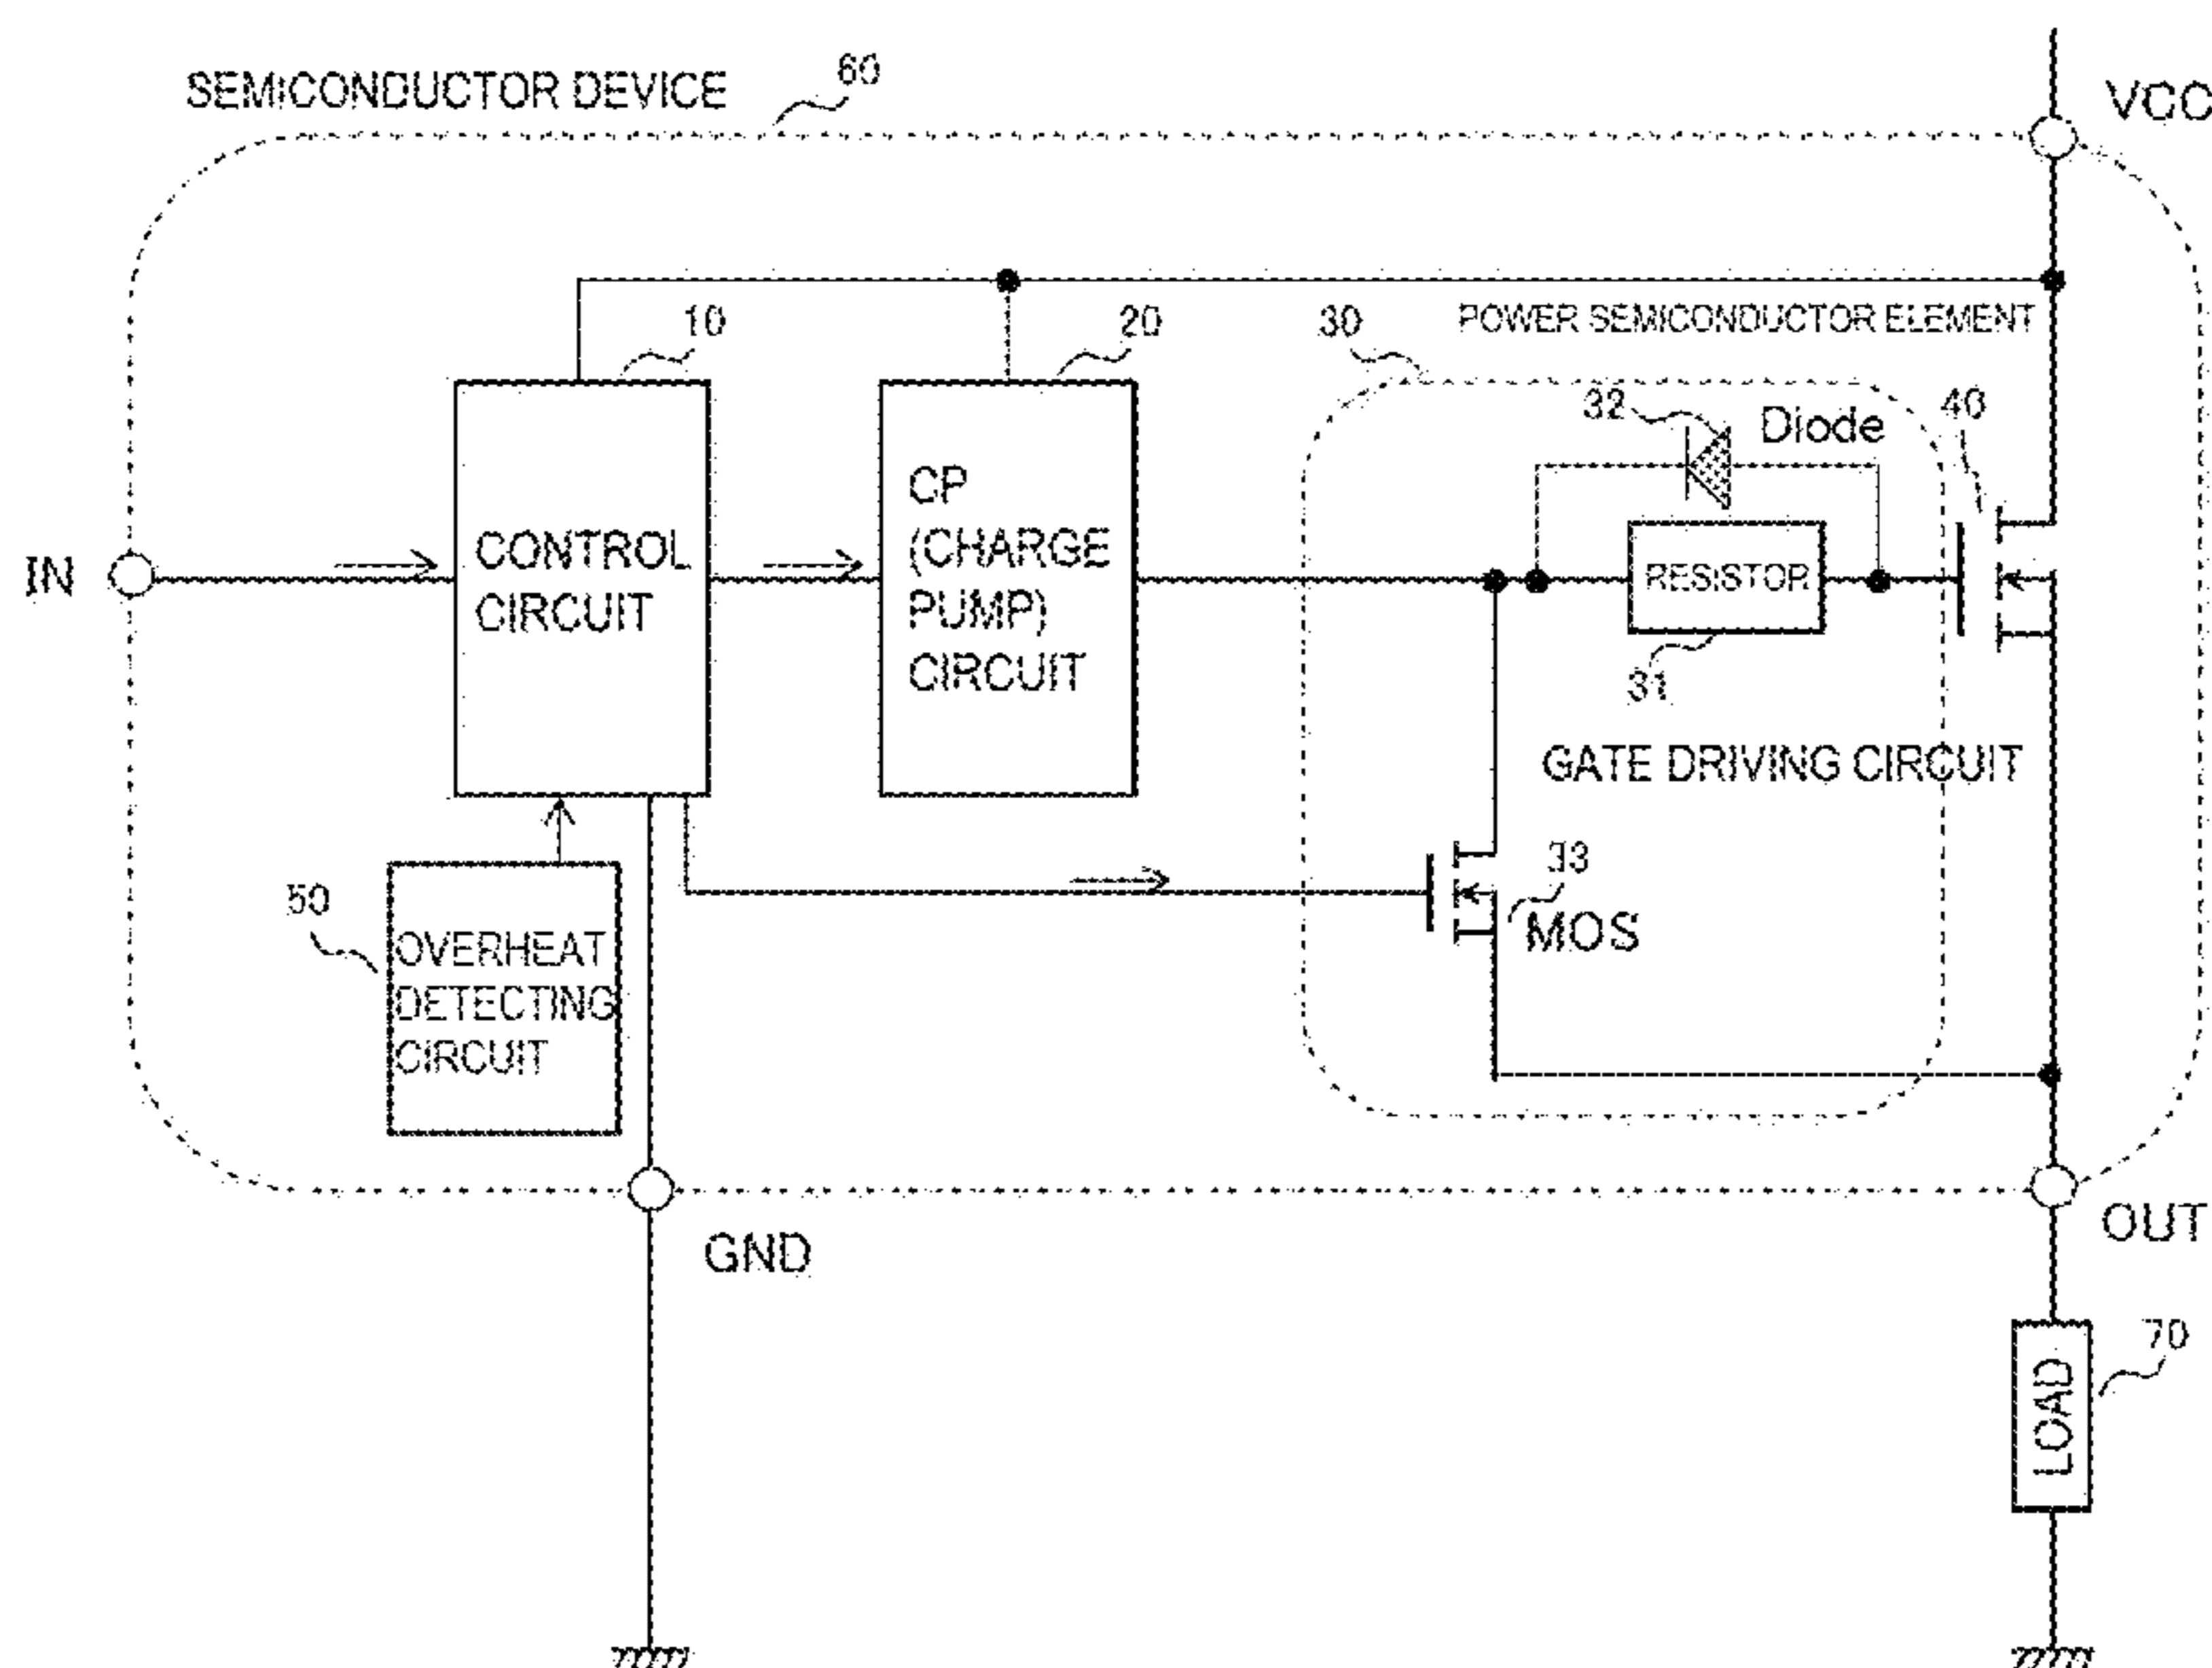 SEMICONDUCTOR DEVICE
60
VCC
10
20
30
POWER SEMICONDUCTOR ELEMENT
32
Diode
40
CP
(CHARGE
PUMP)
CIRCUIT
CONTROL
CIRCUIT
IN
RESISTOR
31
GATE DRIVING CIRCUIT
33
MOS
50
OVERHEAT
DETECTING
CIRCUIT
GND
OUT
70
LOAD